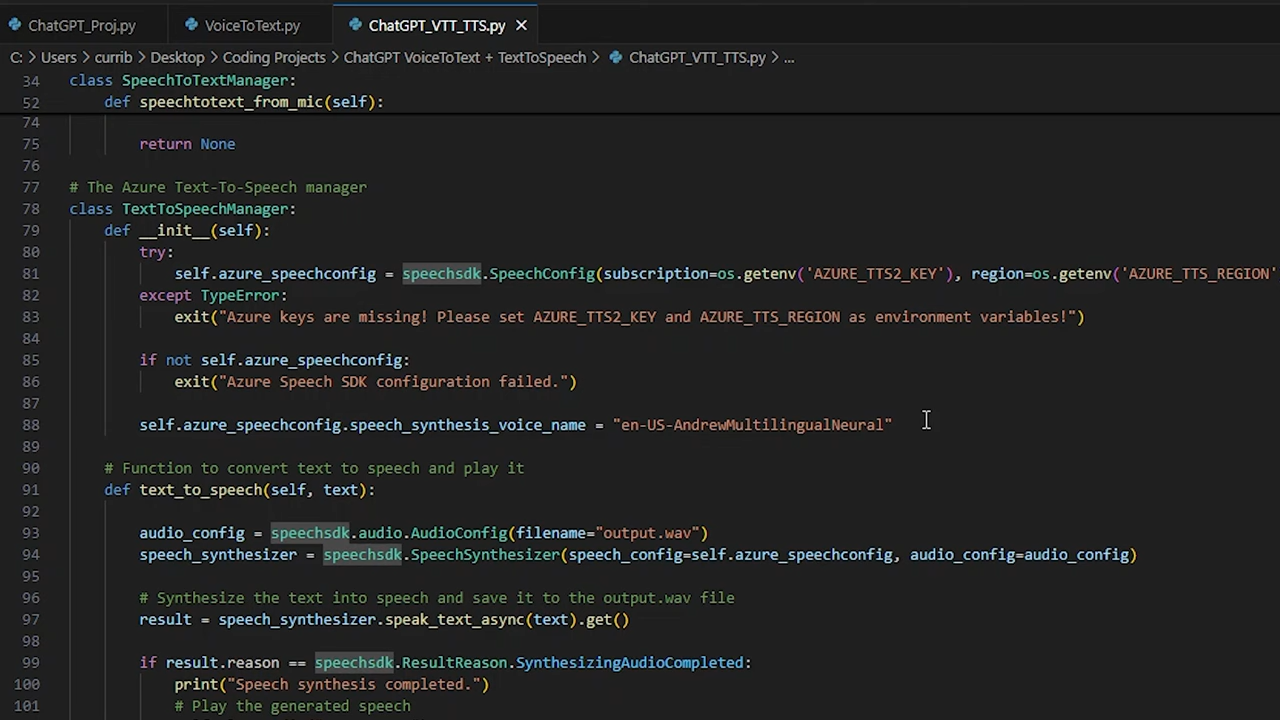 ChatGPT_Proj.py VoiceToText.py ChatGPT_VTT_TTS.py ✕
C: > Users > currib > Desktop > Coding Projects > ChatGPT VoiceToText + TextToSpeech > ChatGPT_VTT_TTS.py > ...
34 class SpeechToTextManager:
52 def speechtotext_from_mic(self):
74
75 return None
76
77 # The Azure Text-To-Speech manager
78 class TextToSpeechManager:
79 def __init__(self):
80 try:
81 self.azure_speechconfig = speechsdk.SpeechConfig(subscription=os.getenv('AZURE_TTS2_KEY'), region=os.getenv('AZURE_TTS_REGION'
82 except TypeError:
83 exit("Azure keys are missing! Please set AZURE_TTS2_KEY and AZURE_TTS_REGION as environment variables!")
84
85 if not self.azure_speechconfig:
86 exit("Azure Speech SDK configuration failed.")
87
88 self.azure_speechconfig.speech_synthesis_voice_name = "en-US-AndrewMultilingualNeural"
89
90 # Function to convert text to speech and play it
91 def text_to_speech(self, text):
92
93 audio_config = speechsdk.audio.AudioConfig(filename="output.wav")
94 speech_synthesizer = speechsdk.SpeechSynthesizer(speech_config=self.azure_speechconfig, audio_config=audio_config)
95
96 # Synthesize the text into speech and save it to the output.wav file
97 result = speech_synthesizer.speak_text_async(text).get()
98
99 if result.reason == speechsdk.ResultReason.SynthesizingAudioCompleted:
100 print("Speech synthesis completed.")
101 # Play the generated speech